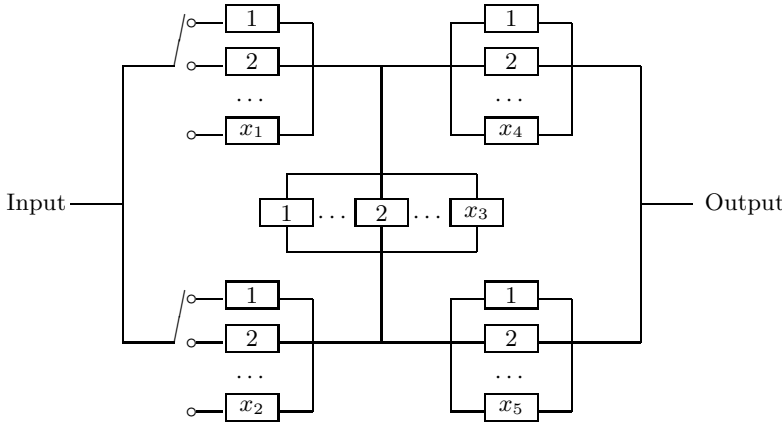 1 1
2 2
... ...
x₁ x₄
Input 1 ... 2 ... x₃ Output
1 1
2 2
... ...
x₂ x₅